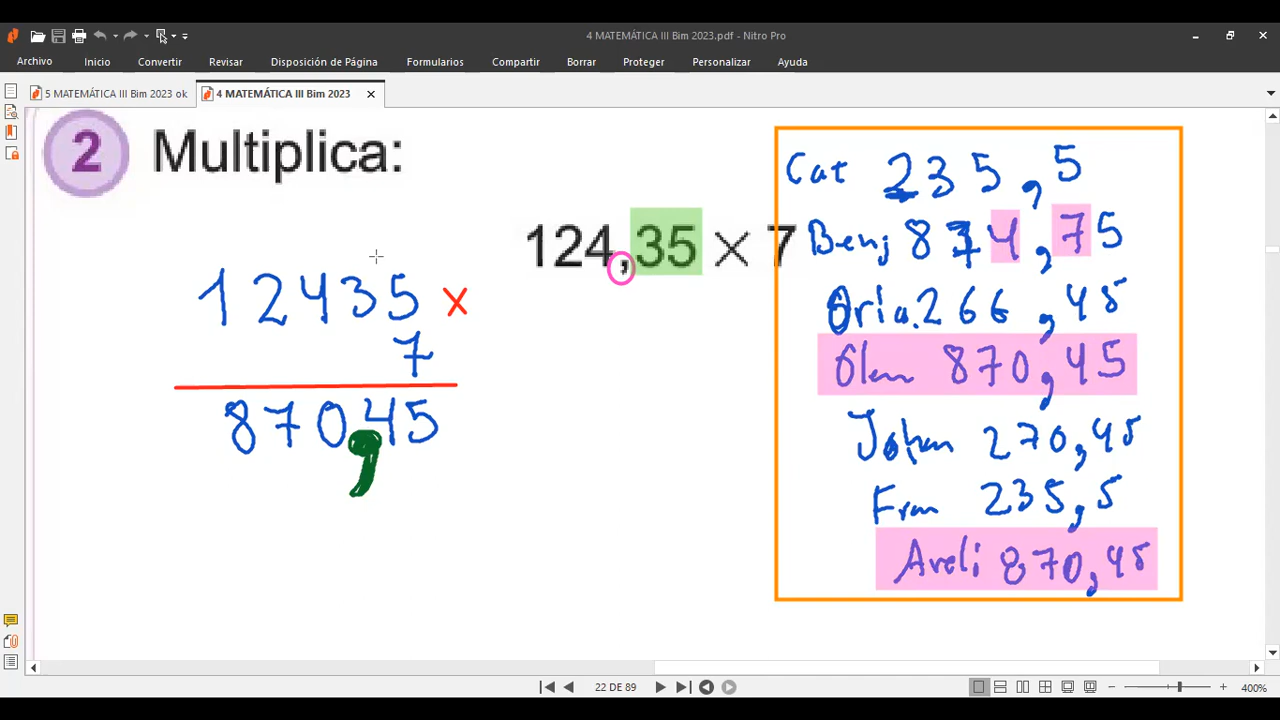 4 MATEMÁTICA III Bim 2023.pdf - Nitro Pro
Archivo Inicio Convertir Revisar Disposición de Página Formularios Compartir Borrar Proteger Personalizar Ayuda
5 MATEMÁTICA III Bim 2023 ok 4 MATEMÁTICA III Bim 2023
2 Multiplica:
124,35 × 7
12435 x
7
870,45
Cat 235,5
Benj 874,75
Oria. 266,45
Olem 870,45
Johan 270,45
Fran 235,5
Areli 870,45
22 DE 89
400%